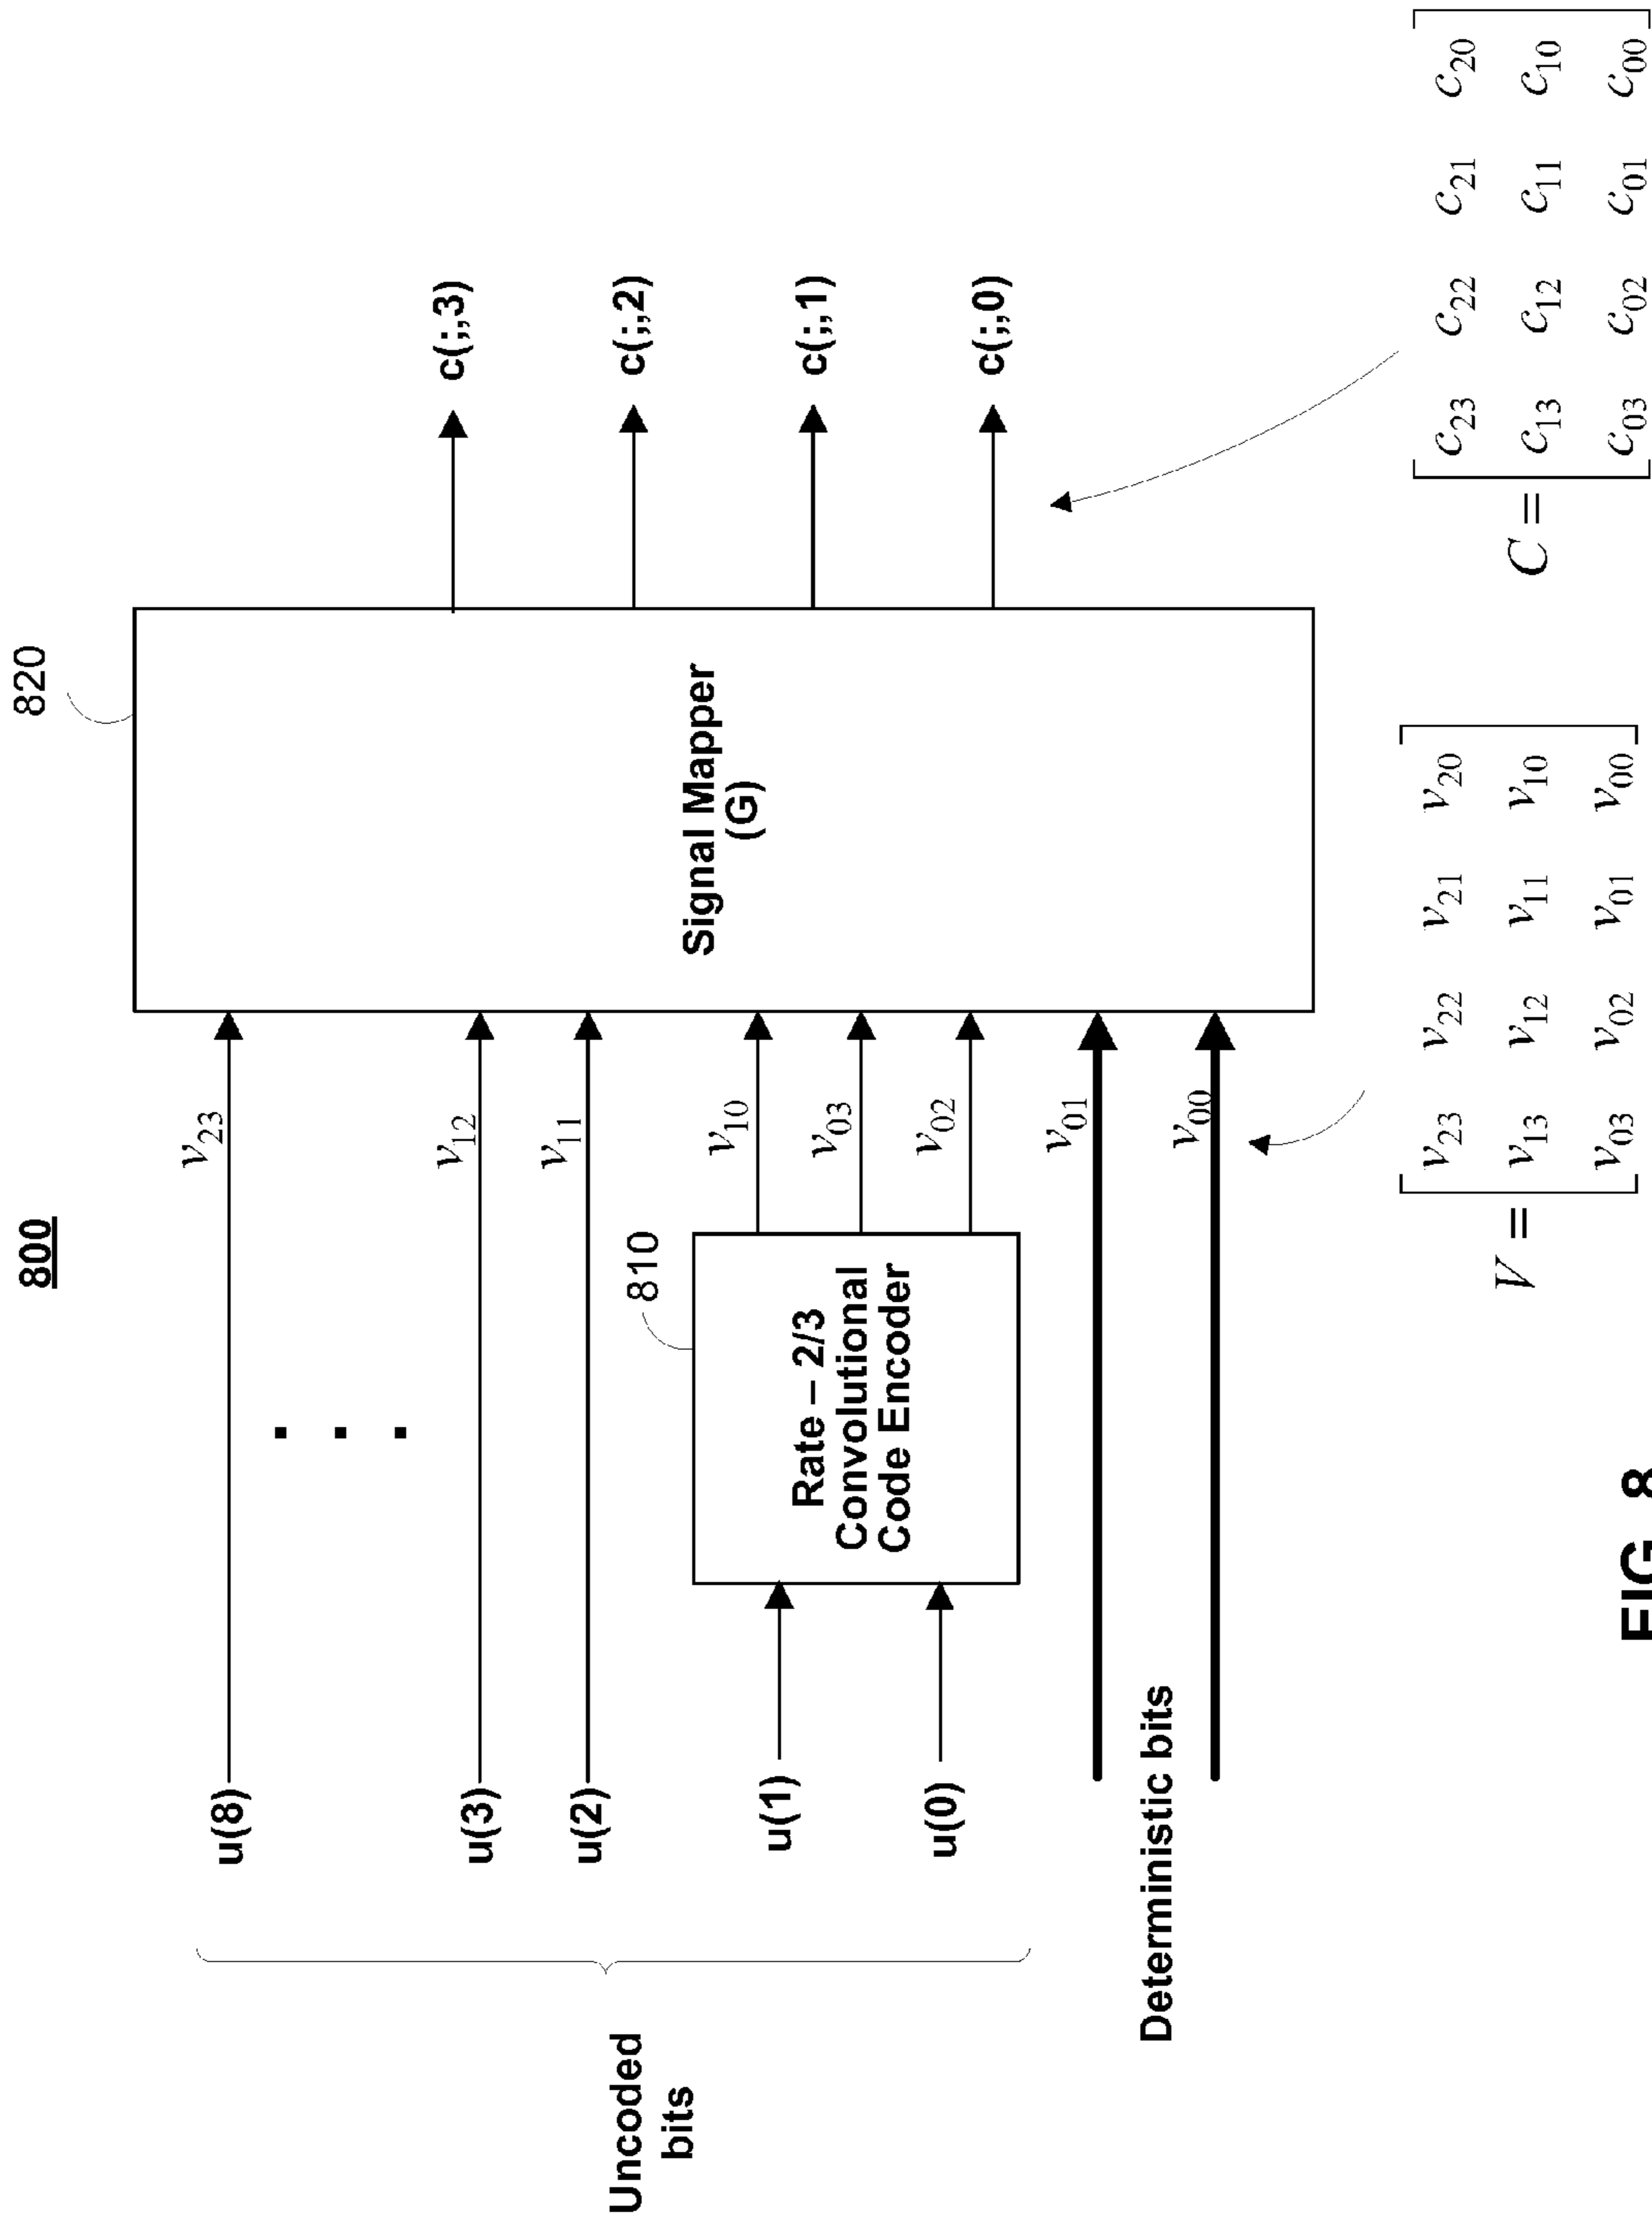 800
820
u(8)
v₂₃
. . .
u(3)
v₁₂
u(2)
v₁₁
c(:,3)
c(:,2)
c(:,1)
c(:,0)
Signal Mapper
(G)
810
Rate – 2/3
Convolutional
Code Encoder
u(1)
u(0)
v₁₀
v₀₃
v₀₂
v₀₁
v₀₀
Uncoded
bits
Deterministic bits
V =
v₂₃ v₂₂ v₂₁ v₂₀
v₁₃ v₁₂ v₁₁ v₁₀
v₀₃ v₀₂ v₀₁ v₀₀
C =
c₂₃ c₂₂ c₂₁ c₂₀
c₁₃ c₁₂ c₁₁ c₁₀
c₀₃ c₀₂ c₀₁ c₀₀
FIG. 8